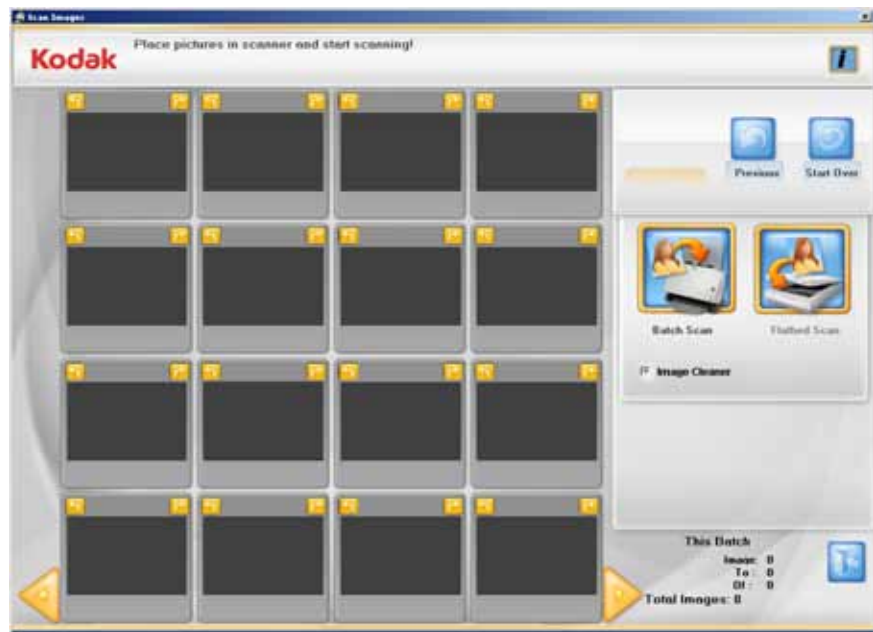 Scan Images
Kodak
Place pictures in scanner and start scanning!
i
Previous
Start Over
Batch Scan
Flatbed Scan
Image Cleaner
This Batch
Image: 0
To : 0
Of : 0
Total Images: 0